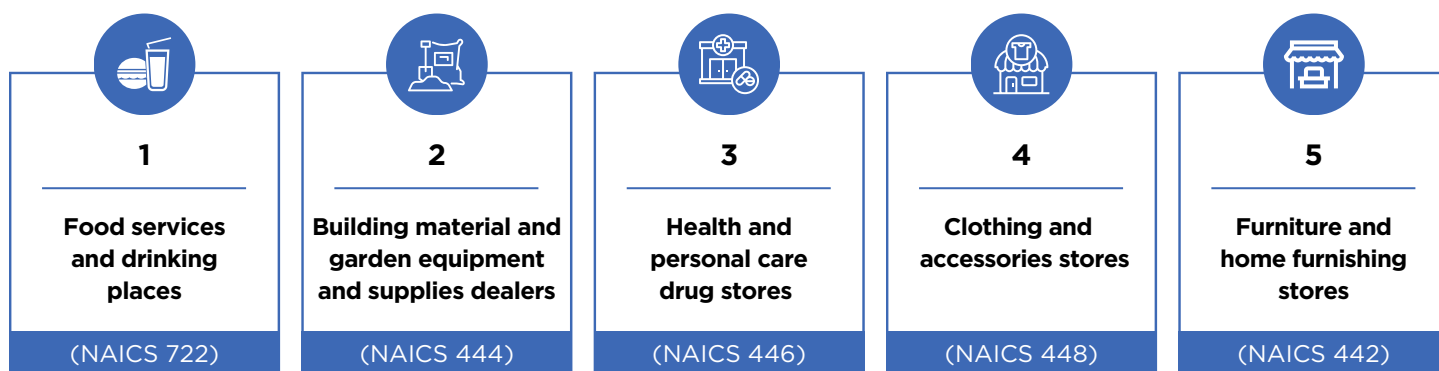 1
Food services
and drinking
places
(NAICS 722)
2
Building material and
garden equipment
and supplies dealers
(NAICS 444)
3
Health and
personal care
drug stores
(NAICS 446)
4
Clothing and
accessories stores
(NAICS 448)
5
Furniture and
home furnishing
stores
(NAICS 442)